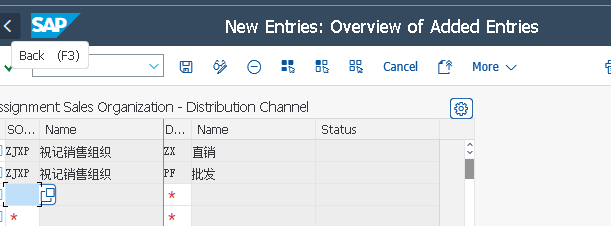 SAP
New Entries: Overview of Added Entries
Back (F3)
Cancel
More
ssignment Sales Organization - Distribution Channel
SO... Name D... Name Status
ZJXP 祝记销售组织 ZX 直销
ZJXP 祝记销售组织 PF 批发
*
* *